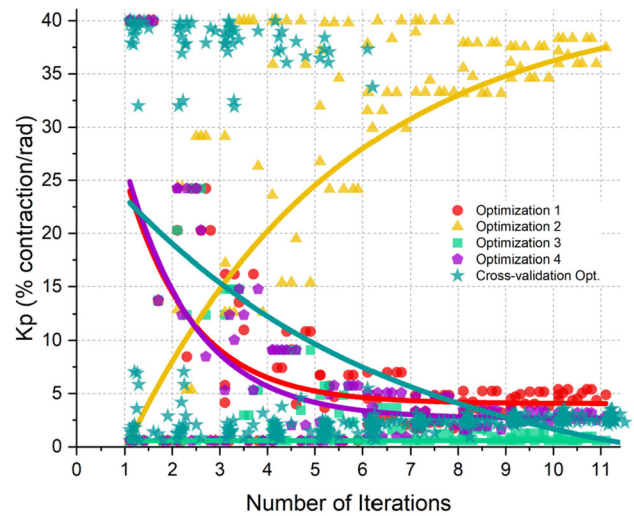 40
35
30
25
20
15
10
5
0
Kp (% contraction/rad)
Optimization 1
Optimization 2
Optimization 3
Optimization 4
Cross-validation Opt.
0 1 2 3 4 5 6 7 8 9 10 11
Number of Iterations